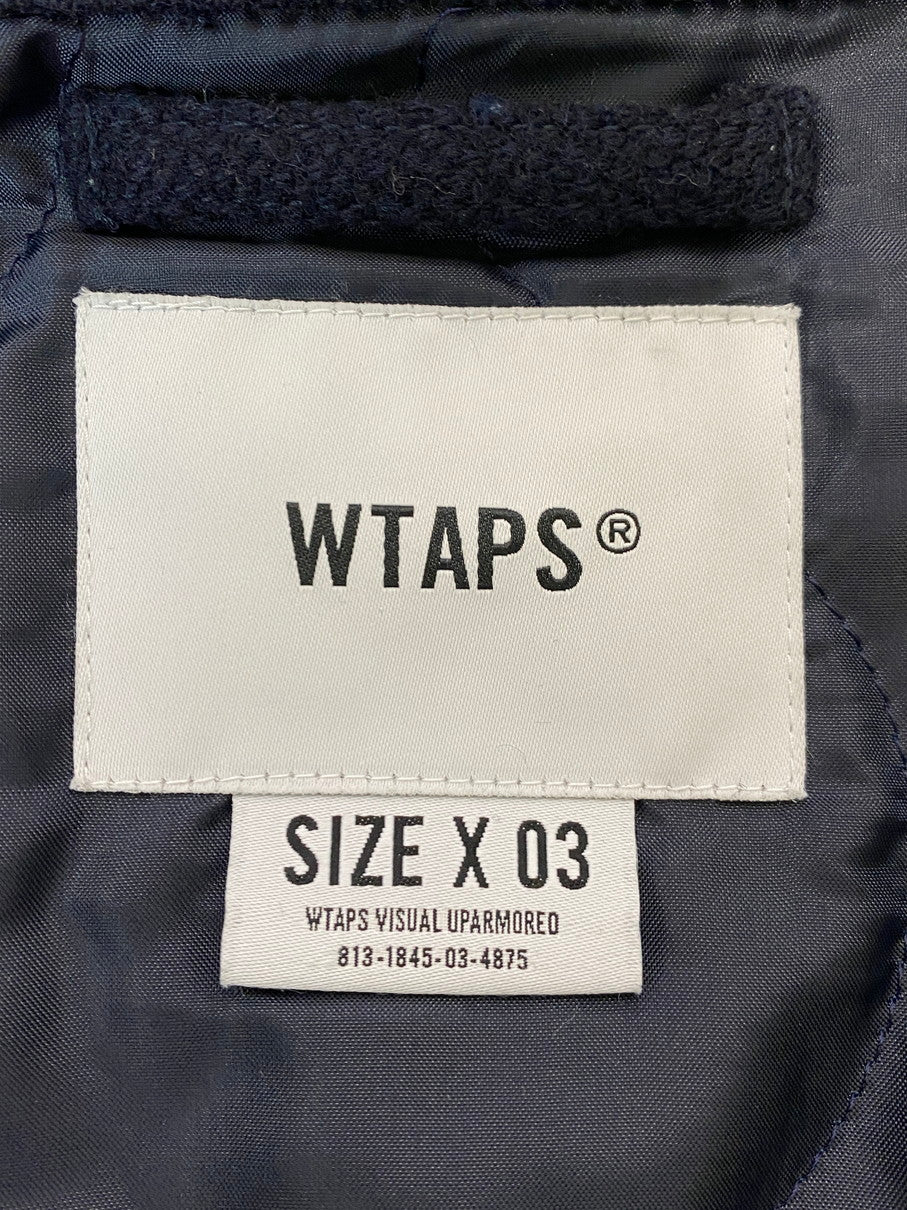 WTAPS®
SIZE X 03
WTAPS VISUAL UPARMORED
813-1845-03-4875